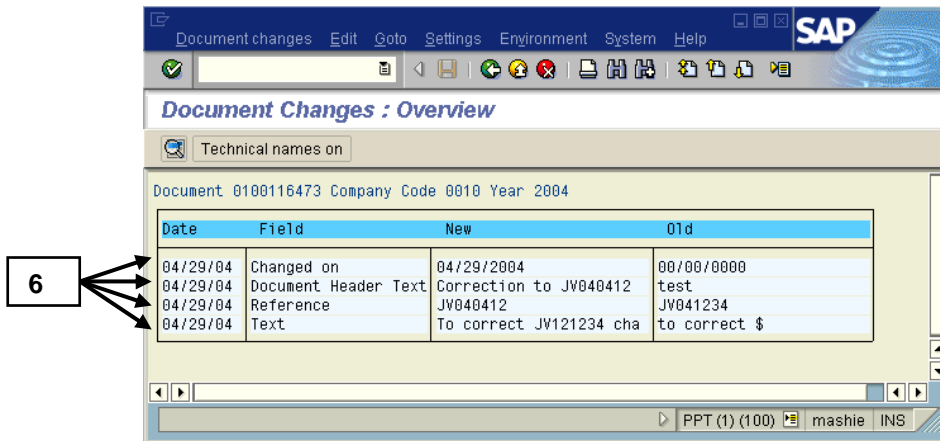 Document changes Edit Goto Settings Environment System Help
SAP
Document Changes : Overview
Technical names on
Document 0100116473 Company Code 0010 Year 2004
Date Field New Old
04/29/04 Changed on 04/29/2004 00/00/0000
04/29/04 Document Header Text Correction to JV040412 test
04/29/04 Reference JV040412 JV041234
04/29/04 Text To correct JV121234 cha to correct $
6
PPT (1) (100) mashie INS